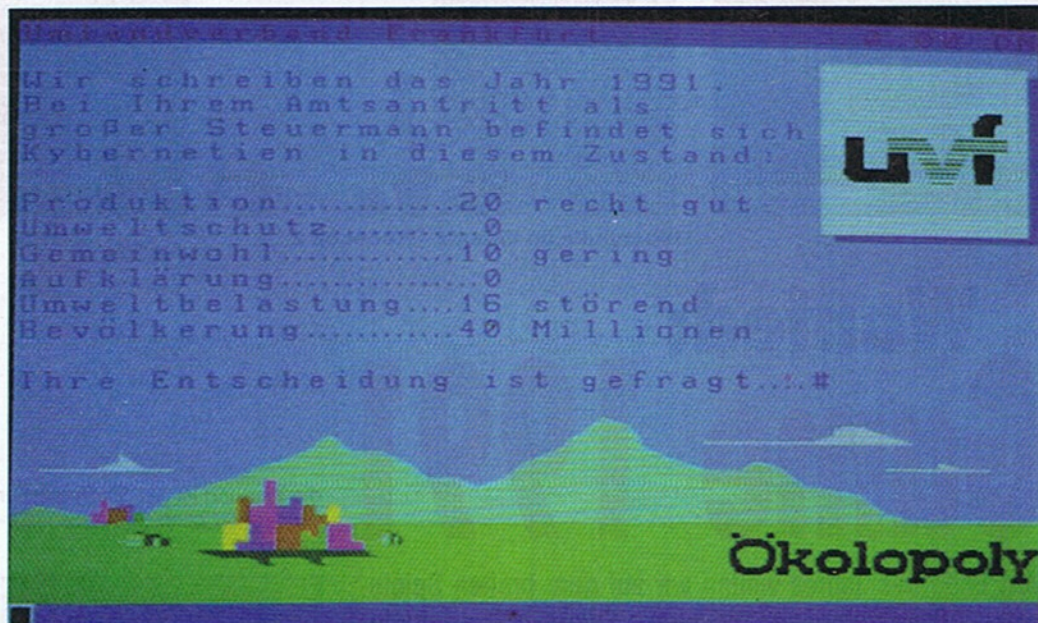 Umlandverband Frankfurt
Wir schreiben das Jahr 1991.
Bei Ihrem Amtsantritt als
großer Steuermann befindet sich
Kybernetien in diesem Zustand:
Produktion..............20 recht gut
Umweltschutz............0
Gemeinwohl..............10 gering
Aufklärung...............0
Umweltbelastung....16 störend
Bevölkerung..........40 Millionen
Ihre Entscheidung ist gefragt...#
uvf
Ökolopoly